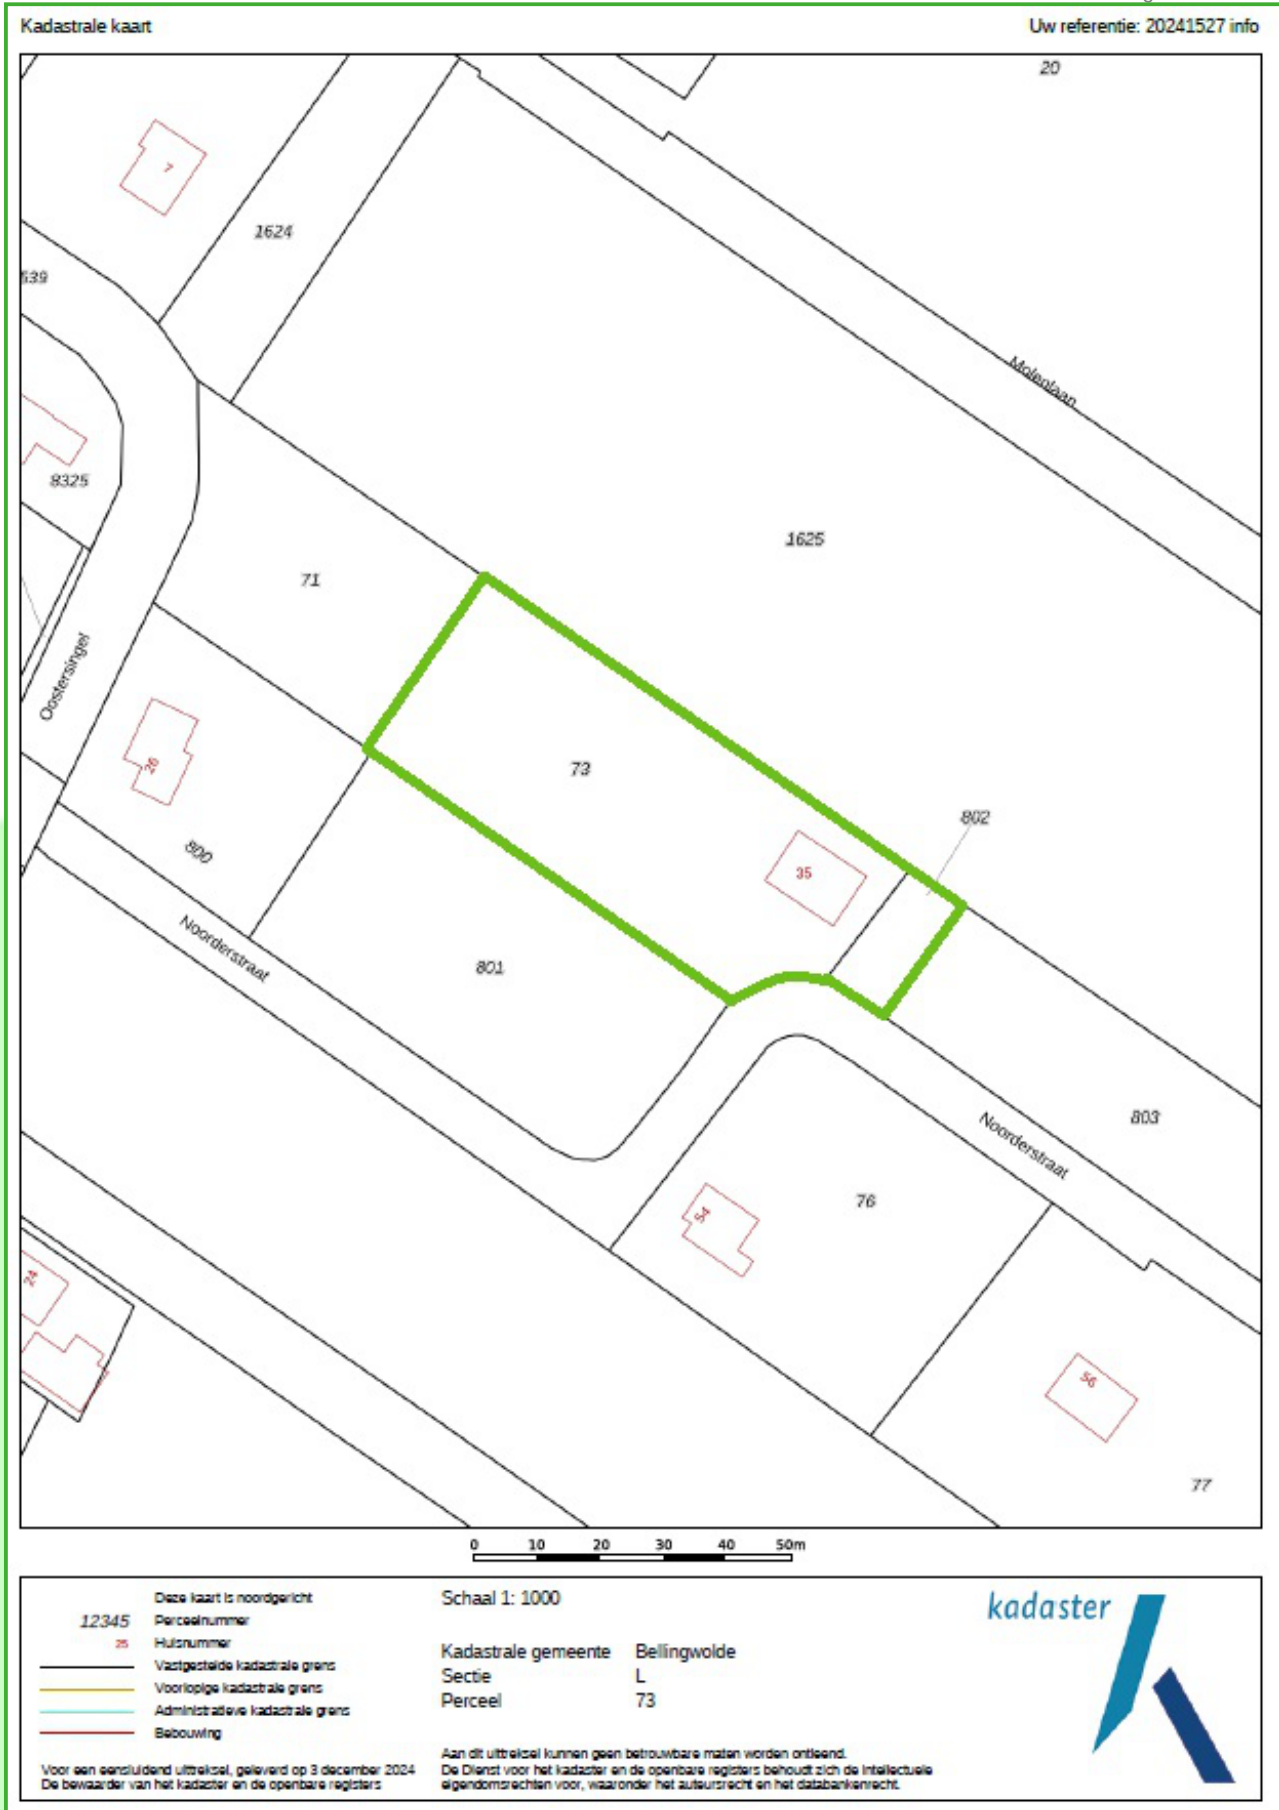 Kadastrale kaart
Uw referentie: 20241527 info
20
7
1624
539
Molenlaan
8325
1625
71
Oostersingel
73
26
802
35
800
Noorderstraat
801
803
Noorderstraat
76
54
24
56
77
0 10 20 30 40 50m
Deze kaart is noordgericht
12345 Perceelnummer
25 Huisnummer
Vastgestelde kadastrale grens
Voorlopige kadastrale grens
Administratieve kadastrale grens
Bebouwing
Voor een eensluidend uittreksel, geleverd op 3 december 2024
De bewaarder van het kadaster en de openbare registers
Schaal 1: 1000
Kadastrale gemeente Bellingwolde
Sectie L
Perceel 73
Aan dit uittreksel kunnen geen betrouwbare maten worden ontleend.
De Dienst voor het kadaster en de openbare registers behoudt zich de intellectuele
eigendomsrechten voor, waaronder het auteursrecht en het databankenrecht.
kadaster